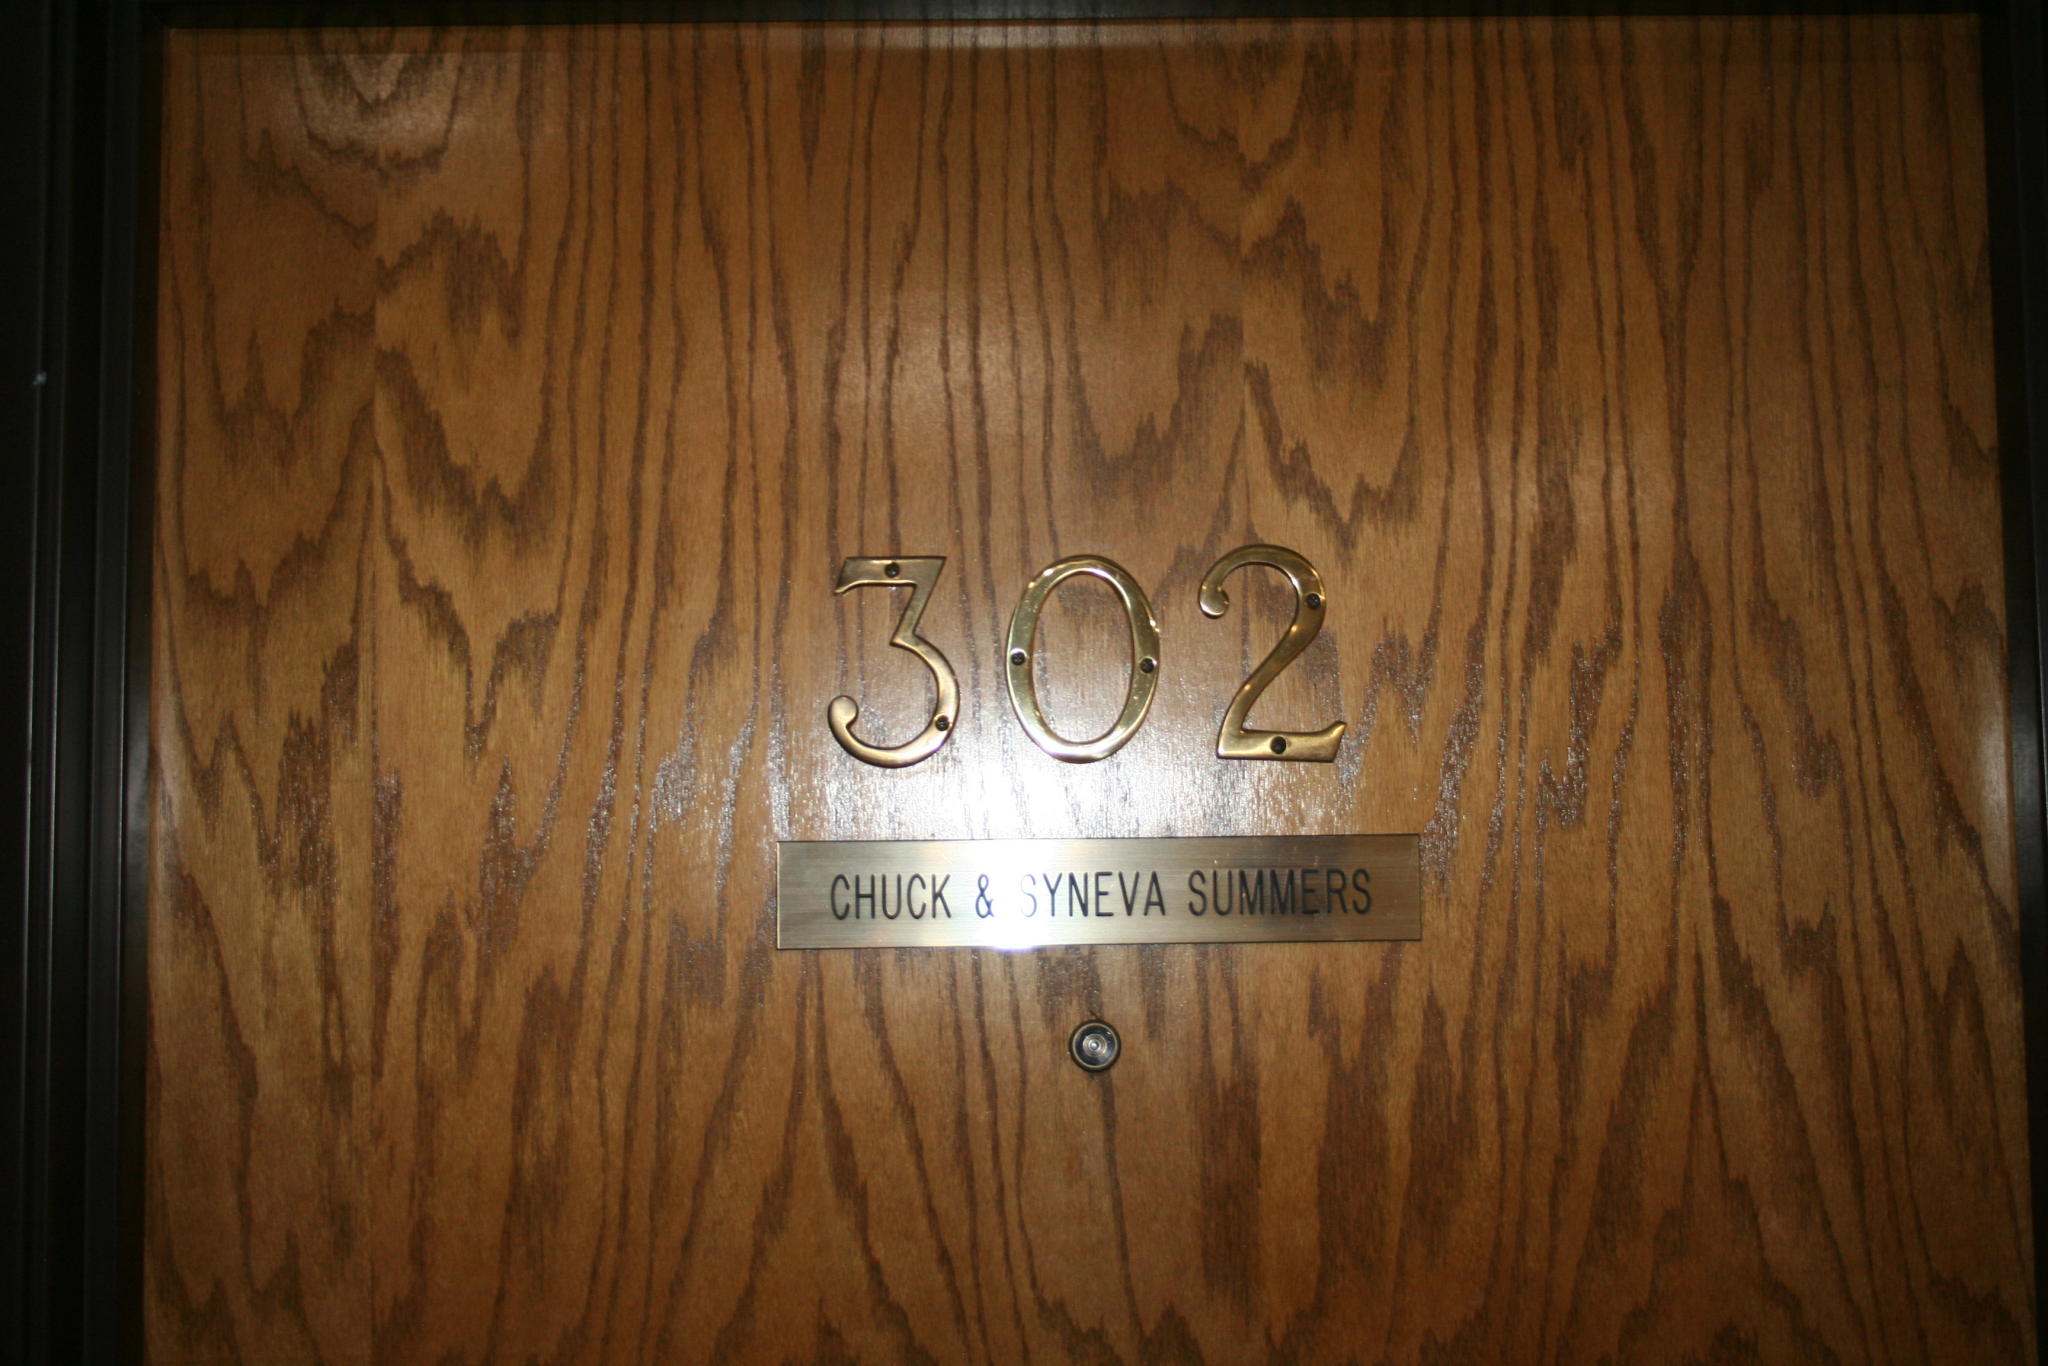 302
CHUCK & SYNEVA SUMMERS